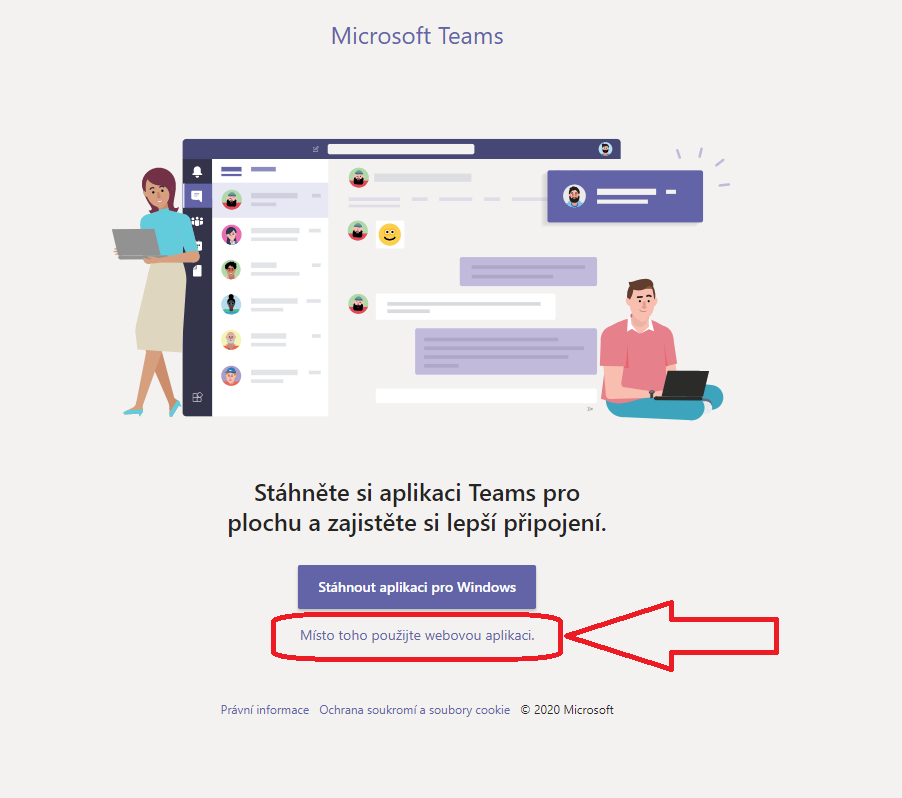 Microsoft Teams
Stáhněte si aplikaci Teams pro
plochu a zajistěte si lepší připojení.
Stáhnout aplikaci pro Windows
Místo toho použijte webovou aplikaci.
Právní informace Ochrana soukromí a soubory cookie © 2020 Microsoft